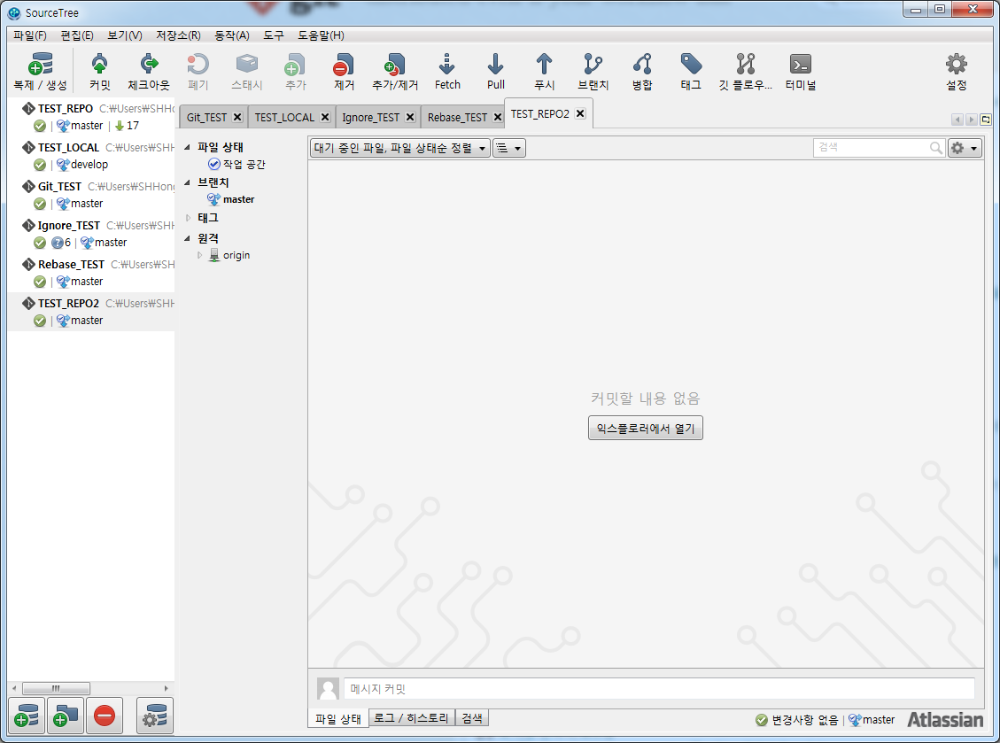 SourceTree
파일(F) 편집(E) 보기(V) 저장소(R) 동작(A) 도구 도움말(H)
복제 / 생성 커밋 체크아웃 폐기 스태시 추가 제거 추가/제거 Fetch Pull 푸시 브랜치 병합 태그 깃 플로우... 터미널 설정
TEST_REPO C:₩Users₩SHHo
master | 17
TEST_LOCAL C:₩Users₩SHH
develop
Git_TEST C:₩Users₩SHHong
master
Ignore_TEST C:₩Users₩SHH
6 | master
Rebase_TEST C:₩Users₩SH
master
TEST_REPO2 C:₩Users₩SHH
master
Git_TEST TEST_LOCAL Ignore_TEST Rebase_TEST TEST_REPO2
파일 상태
작업 공간
브랜치
master
태그
원격
origin
대기 중인 파일, 파일 상태순 정렬
검색
커밋할 내용 없음
익스플로러에서 열기
메시지 커밋
파일 상태 로그 / 히스토리 검색
변경사항 없음 | master Atlassian